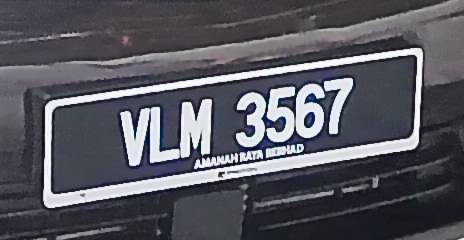 VLM 3567
AMANAH RAYA BERHAD